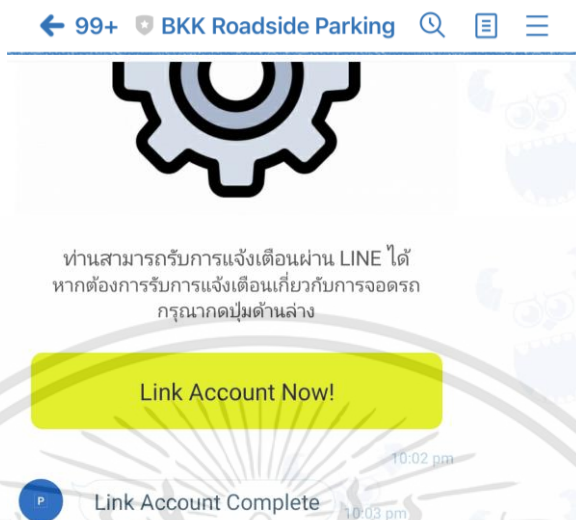 99+ BKK Roadside Parking
ท่านสามารถรับการแจ้งเตือนผ่าน LINE ได้
หากต้องการรับการแจ้งเตือนเกี่ยวกับการจอดรถ
กรุณากดปุ่มด้านล่าง
Link Account Now!
10:02 pm
P
Link Account Complete
10:03 pm